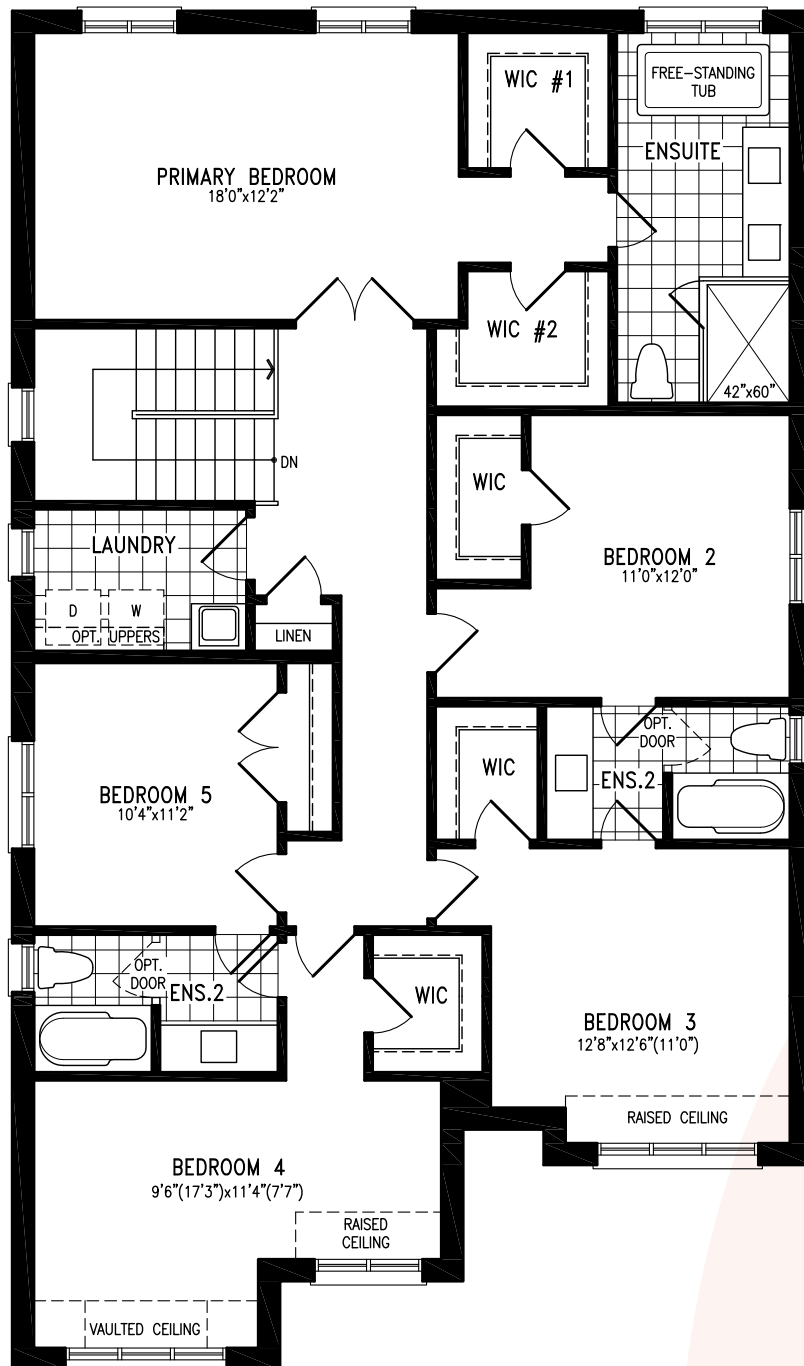 WIC #1
FREE-STANDING
TUB
ENSUITE
PRIMARY BEDROOM
18'0"x12'2"
WIC #2
42"x60"
DN
WIC
LAUNDRY
BEDROOM 2
11'0"x12'0"
D
W
OPT. UPPERS
LINEN
OPT.
DOOR
WIC
ENS.2
BEDROOM 5
10'4"x11'2"
OPT.
DOOR
ENS.2
WIC
BEDROOM 3
12'8"x12'6"(11'0")
RAISED CEILING
BEDROOM 4
9'6"(17'3")x11'4"(7'7")
RAISED
CEILING
VAULTED CEILING